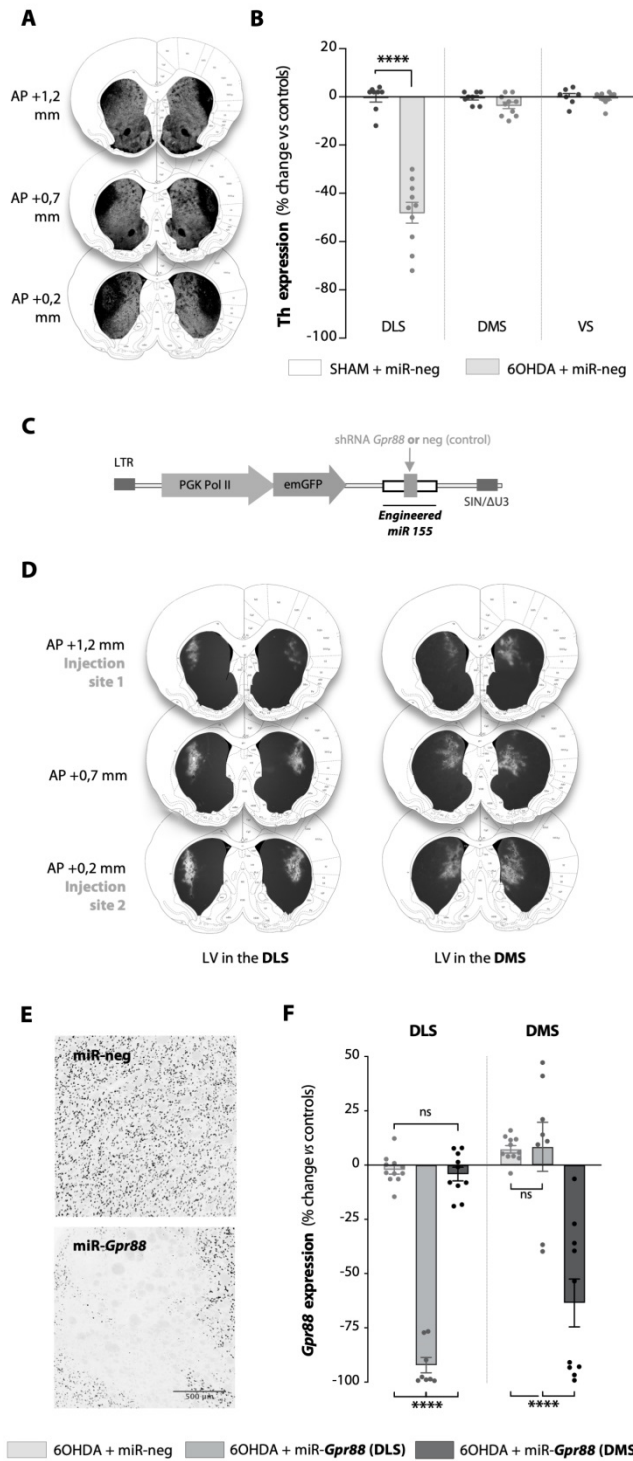 A
AP +1,2
mm
AP +0,7
mm
AP +0,2
mm
B
Th expression (% change vs controls)
20
0
-20
-40
-60
-80
-100
****
DLS
DMS
VS
SHAM + miR-neg
6OHDA + miR-neg
C
shRNA Gpr88 or neg (control)
LTR
PGK Pol II
emGFP
Engineered
miR 155
SIN/ΔU3
D
AP +1,2 mm
Injection
site 1
AP +0,7 mm
AP +0,2 mm
Injection
site 2
LV in the DLS
LV in the DMS
E
miR-neg
miR-Gpr88
500 µm
F
DLS
DMS
Gpr88 expression (% change vs controls)
50
25
0
-25
-50
-75
-100
ns
ns
****
****
6OHDA + miR-neg
6OHDA + miR-Gpr88 (DLS)
6OHDA + miR-Gpr88 (DMS